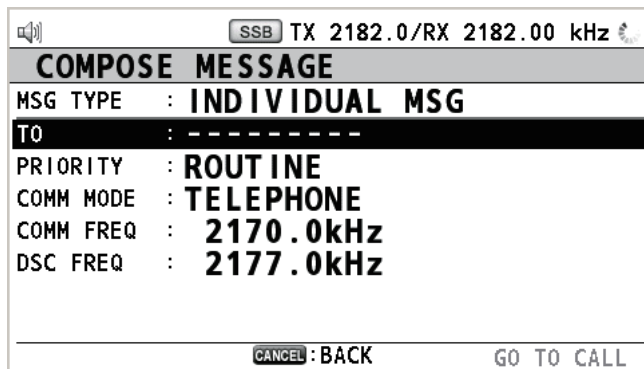 SSB TX 2182.0/RX 2182.00 kHz
COMPOSE MESSAGE
MSG TYPE : INDIVIDUAL MSG
TO : ---------
PRIORITY : ROUTINE
COMM MODE : TELEPHONE
COMM FREQ : 2170.0kHz
DSC FREQ : 2177.0kHz
CANCEL : BACK GO TO CALL